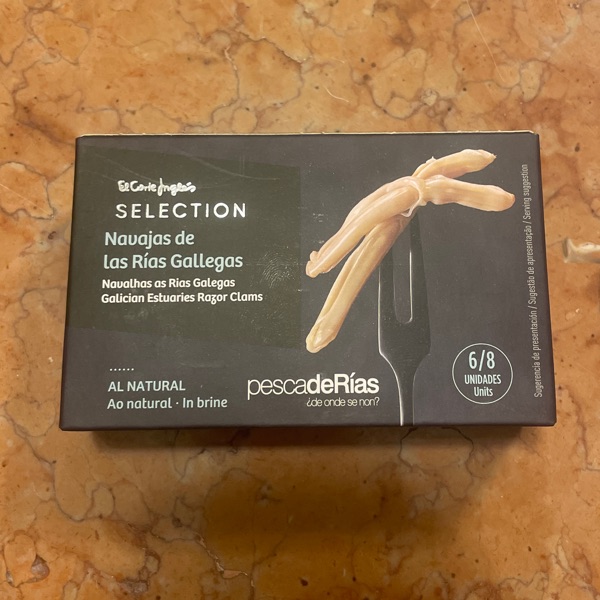 El Corte Inglés
SELECTION
Navajas de
las Rías Gallegas
Navalhas as Rias Galegas
Galician Estuaries Razor Clams
AL NATURAL
Ao natural · In brine
pescadeRías
¿de onde se non?
6/8
UNIDADES
Units
Sugerencia de presentación / Sugestão de apresentação / Serving suggestion